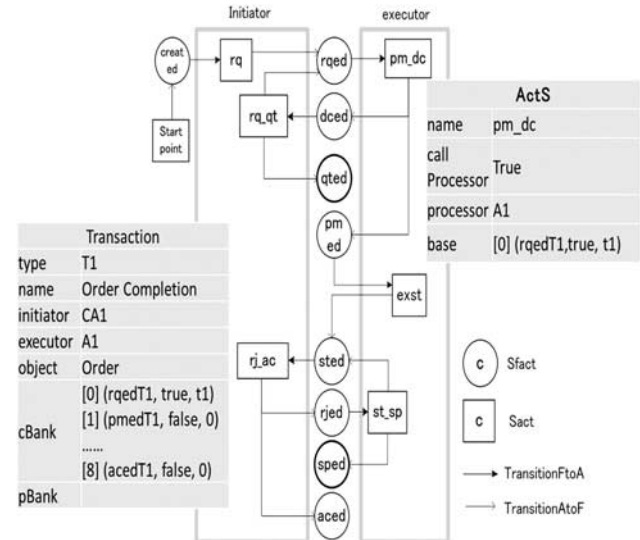 Initiator
executor
creat
ed
rq
rqed
pm_dc
rq_qt
dced
Start
point
qted
pm
ed
exst
rj_ac
sted
rjed
st_sp
sped
aced
ActS
name pm_dc
call
Processor True
processor A1
base [0] (rqedT1,true, t1)
Transaction
type T1
name Order Completion
initiator CA1
executor A1
object Order
cBank [0] (rqedT1, true, t1)
[1] (pmedT1, false, 0)
......
[8] (acedT1, false, 0)
pBank
c Sfact
c Sact
TransitionFtoA
TransitionAtoF